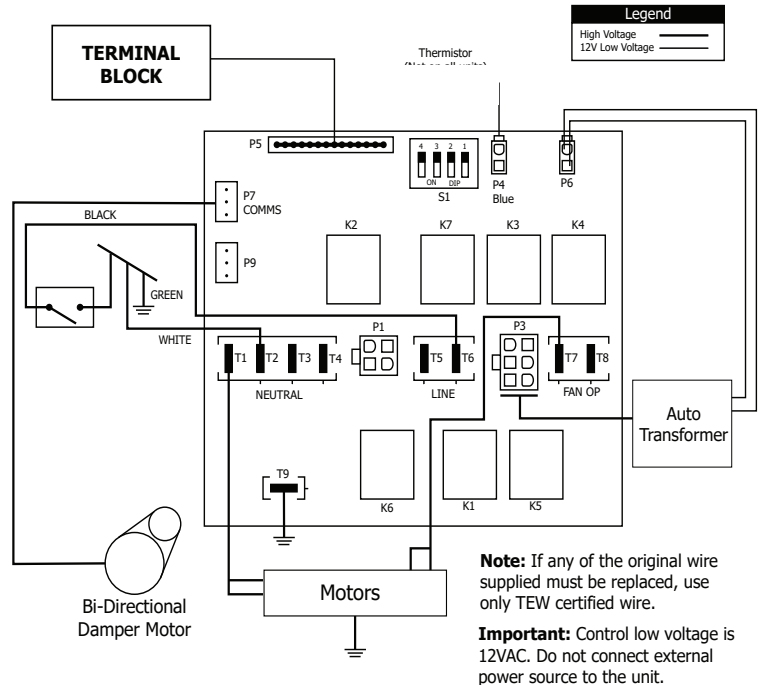 Legend
High Voltage
12V Low Voltage
TERMINAL
BLOCK
Thermistor
(Not on all units)
P5
4 3 2 1
ON DIP
S1
P4
Blue
P6
P7
COMMS
BLACK
K2
K7
K3
K4
P9
GREEN
WHITE
P1
P3
T1 T2 T3 T4
T5 T6
T7 T8
NEUTRAL
LINE
FAN OP
Auto
Transformer
T9
K6
K1
K5
Motors
Bi-Directional
Damper Motor
Note: If any of the original wire
supplied must be replaced, use
only TEW certified wire.
Important: Control low voltage is
12VAC. Do not connect external
power source to the unit.